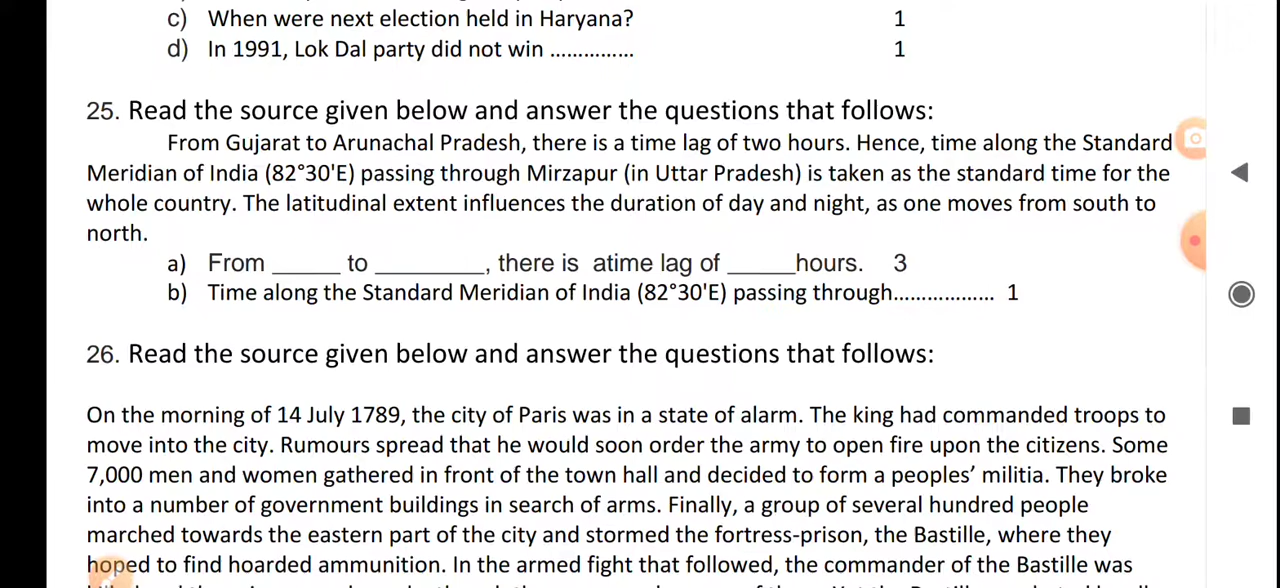 c) When were next election held in Haryana? 1
d) In 1991, Lok Dal party did not win ............... 1
25. Read the source given below and answer the questions that follows:
From Gujarat to Arunachal Pradesh, there is a time lag of two hours. Hence, time along the Standard
Meridian of India (82°30'E) passing through Mirzapur (in Uttar Pradesh) is taken as the standard time for the
whole country. The latitudinal extent influences the duration of day and night, as one moves from south to
north.
a) From ______ to _________, there is atime lag of _____hours. 3
b) Time along the Standard Meridian of India (82°30'E) passing through.................. 1
26. Read the source given below and answer the questions that follows:
On the morning of 14 July 1789, the city of Paris was in a state of alarm. The king had commanded troops to
move into the city. Rumours spread that he would soon order the army to open fire upon the citizens. Some
7,000 men and women gathered in front of the town hall and decided to form a peoples’ militia. They broke
into a number of government buildings in search of arms. Finally, a group of several hundred people
marched towards the eastern part of the city and stormed the fortress-prison, the Bastille, where they
hoped to find hoarded ammunition. In the armed fight that followed, the commander of the Bastille was